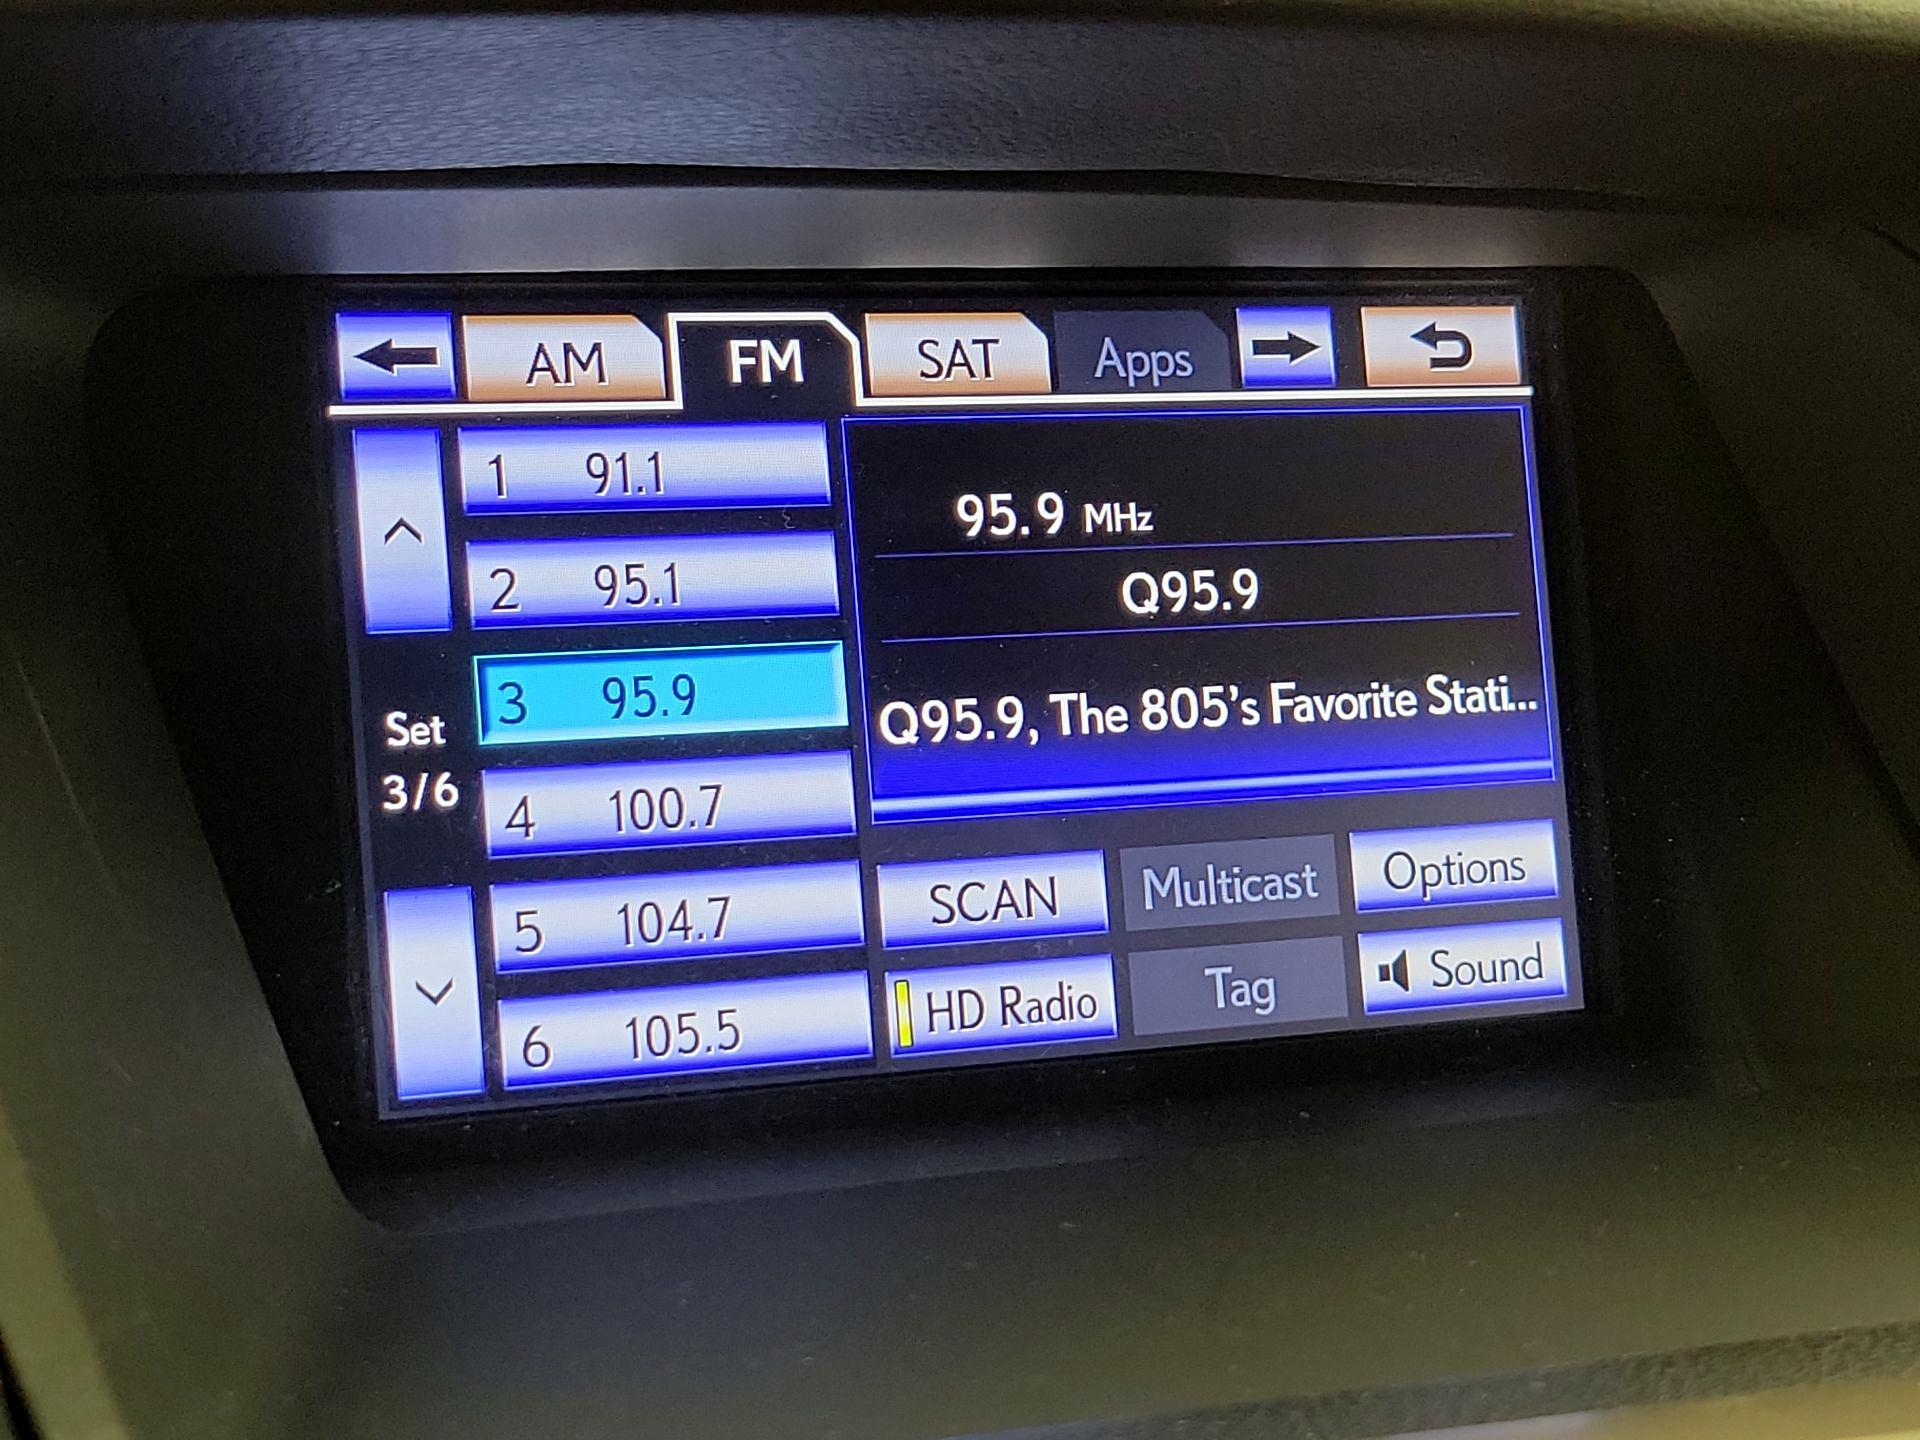 AM FM SAT Apps
1 91.1
2 95.1
3 95.9
4 100.7
5 104.7
6 105.5
Set
3/6
95.9 MHz
Q95.9
Q95.9, The 805's Favorite Stati...
SCAN Multicast Options
HD Radio Tag Sound